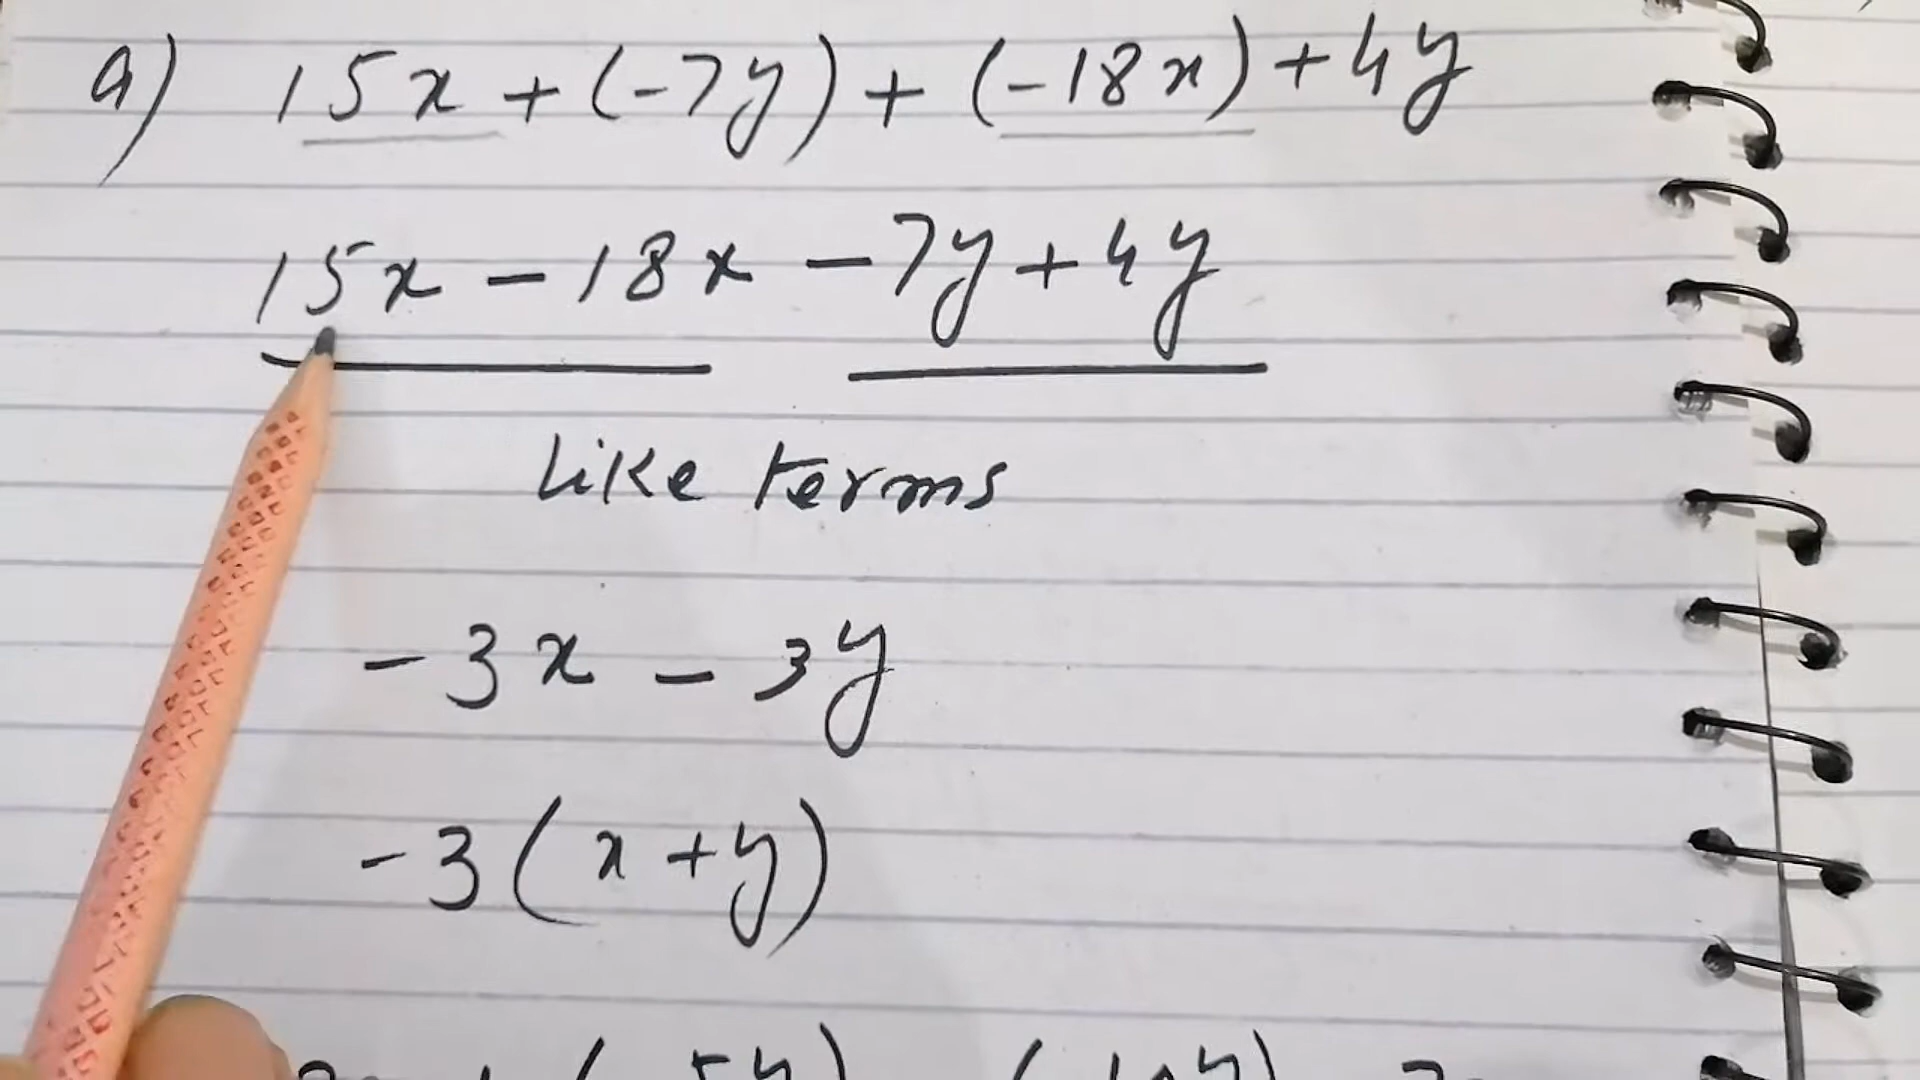 a) 15x + (-7y) + (-18x) + 4y
15x - 18x - 7y + 4y
Like terms
-3x - 3y
-3(x+y)